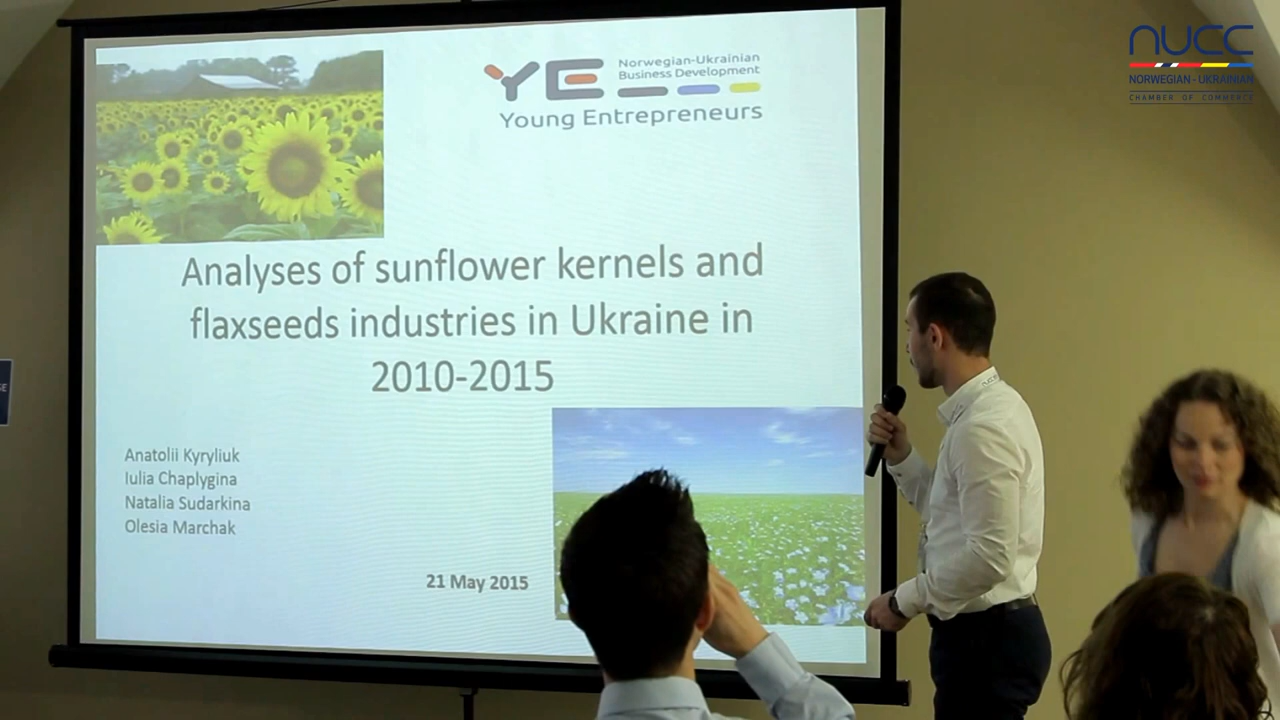 YE
Norwegian-Ukrainian
Business Development
Young Entrepreneurs
Analyses of sunflower kernels and
flaxseeds industries in Ukraine in
2010-2015
Anatolii Kyryliuk
Iulia Chaplygina
Natalia Sudarkina
Olesia Marchak
21 May 2015
NUCC
NORWEGIAN - UKRAINIAN
CHAMBER OF COMMERCE